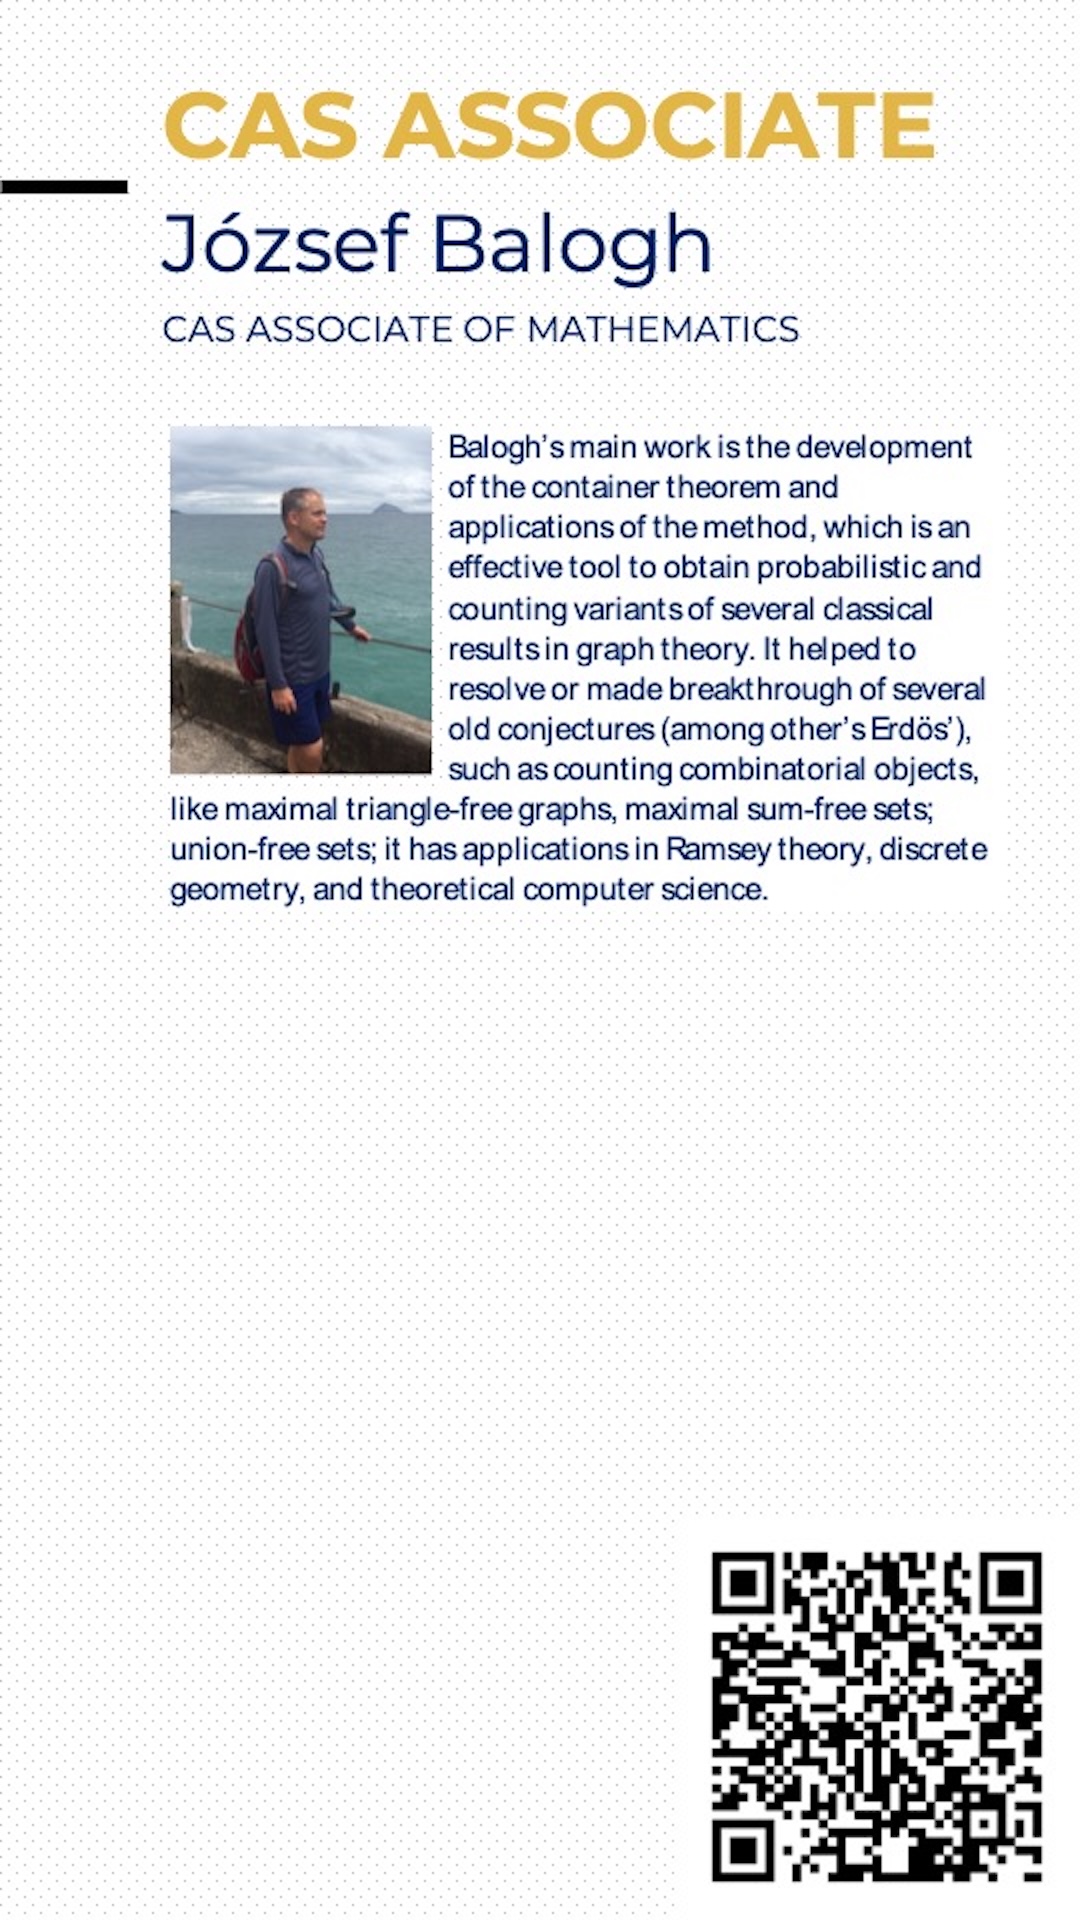 CAS ASSOCIATE
József Balogh
CAS ASSOCIATE OF MATHEMATICS
Balogh’s main work is the development
of the container theorem and
applications of the method, which is an
effective tool to obtain probabilistic and
counting variants of several classical
results in graph theory. It helped to
resolve or made breakthrough of several
old conjectures (among other’s Erdös’),
such as counting combinatorial objects,
like maximal triangle-free graphs, maximal sum-free sets;
union-free sets; it has applications in Ramsey theory, discrete
geometry, and theoretical computer science.